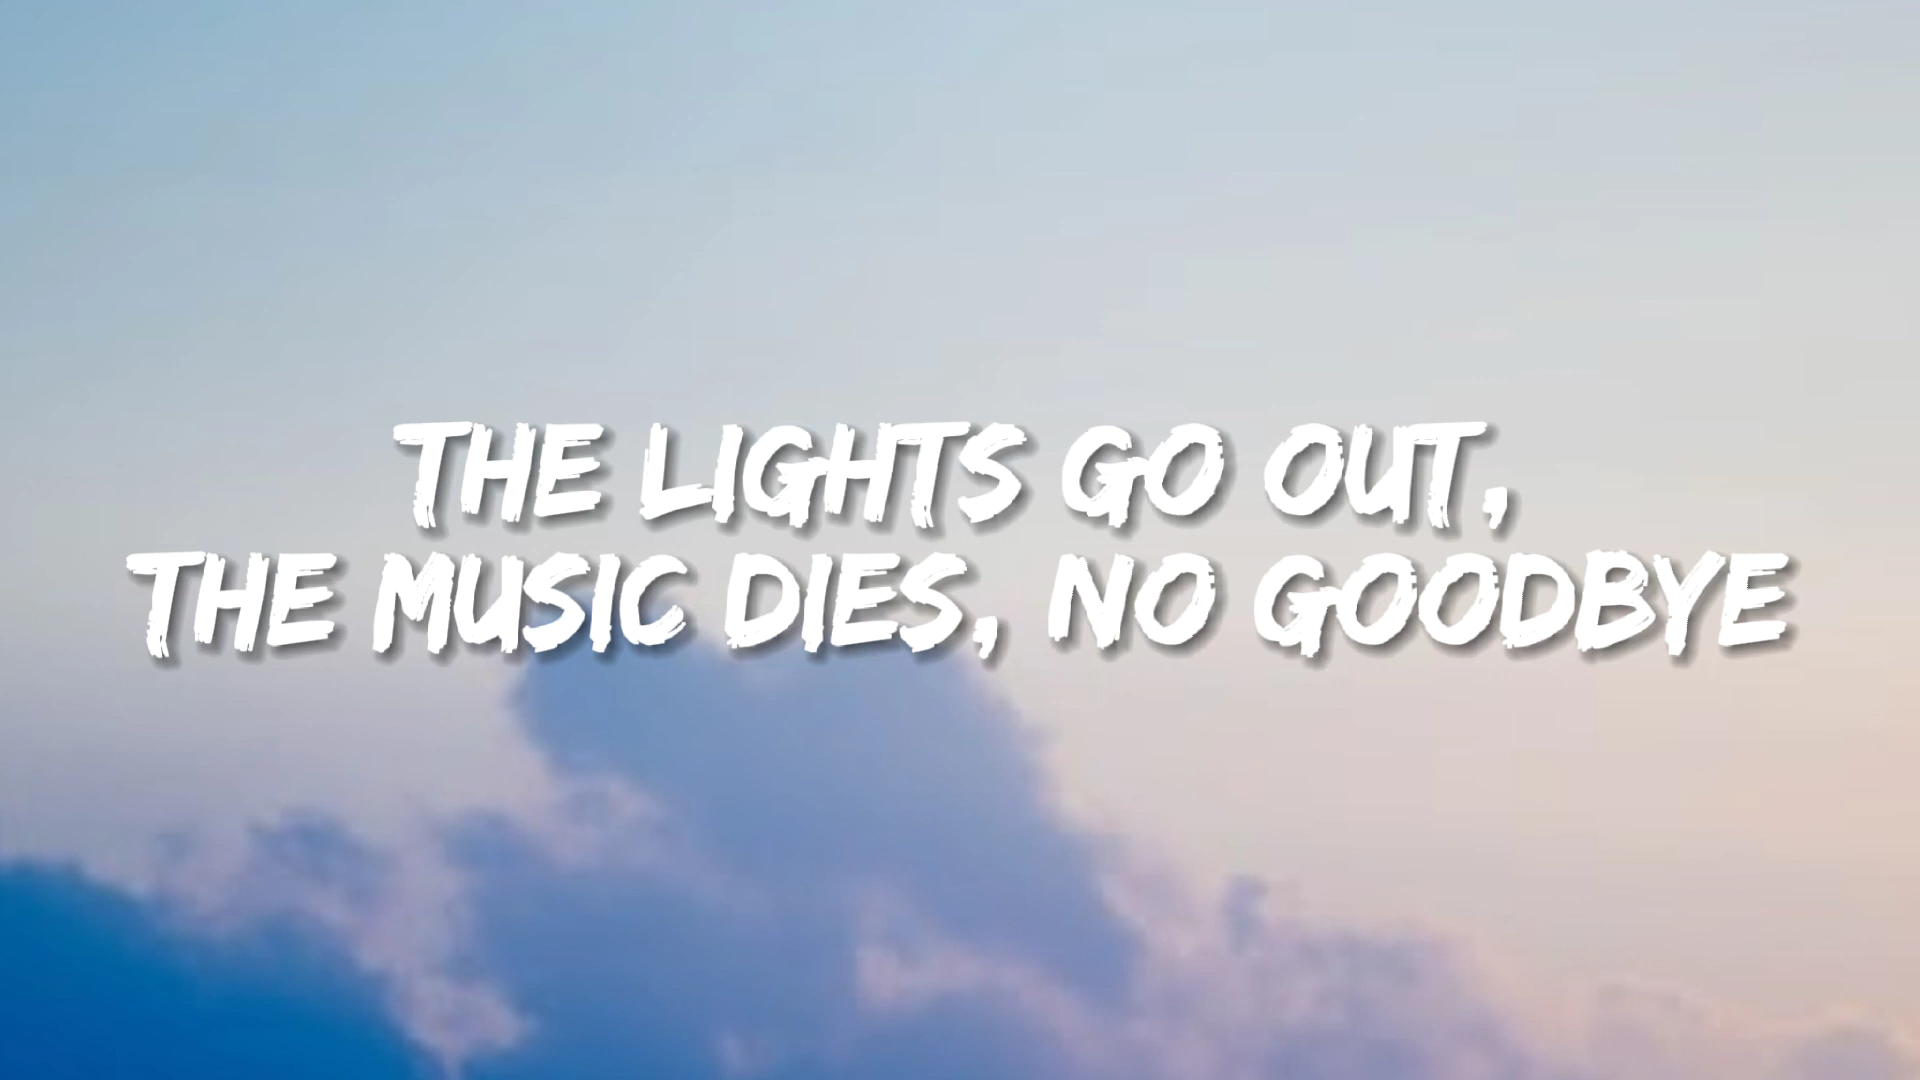 THE LIGHTS GO OUT,
THE MUSIC DIES, NO GOODBYE